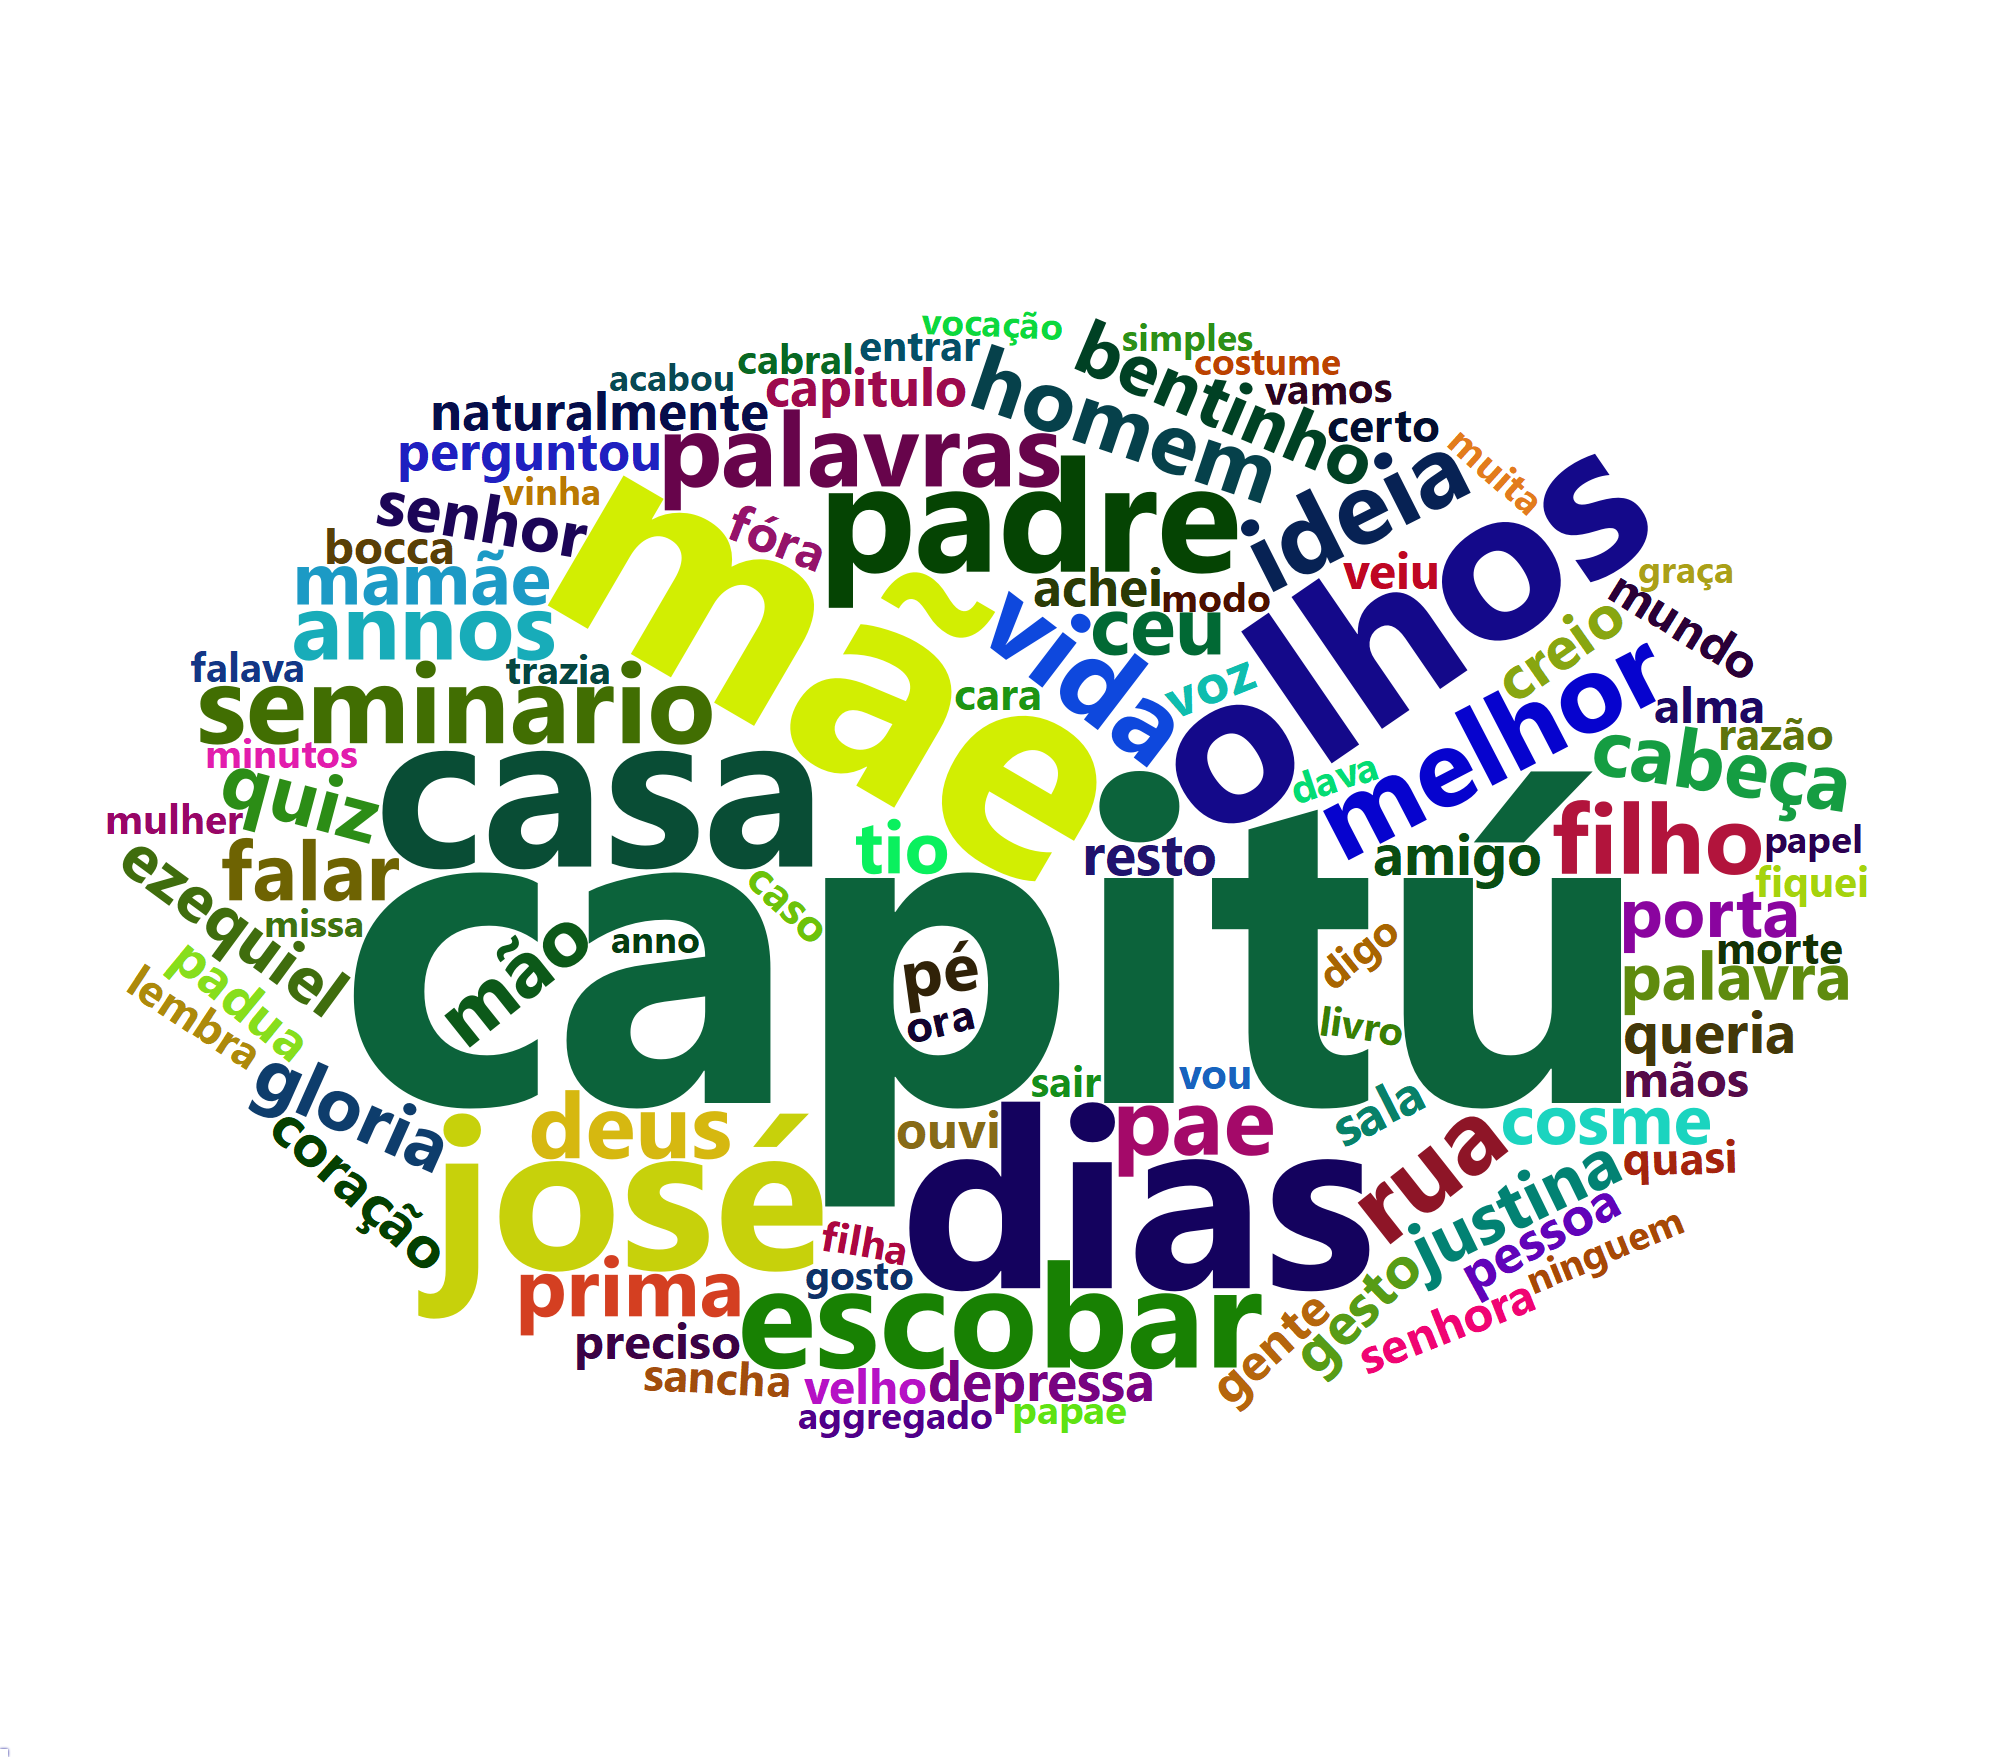 vocação
simples
cabral
entrar
costume
acabou
capitulo
homem
bentinho
vamos
naturalmente
certo
perguntou
palavras
muita
vinha
padre
ideia
olhos
senhor
fóra
bocca
mamãe
mãe
achei
modo
veiu
graça
annos
vida
ceu
creio
mundo
falava
trazia
cara
voz
melhor
alma
seminario
razão
minutos
casa
dava
cabeça
quiz
mulher
tio
resto
amigo
filho
papel
falar
caso
fiquei
ezequiel
missa
mão
anno
capitú
porta
pé
digo
morte
padua
palavra
lembra
ora
livro
queria
gloria
sair
vou
mãos
deus
ouvi
pae
sala
cosme
coração
josé
dias
rua
quasi
justina
filha
pessoa
prima
gosto
ninguem
escobar
gesto
gente
senhora
preciso
sancha
velho
depressa
aggregado
papae